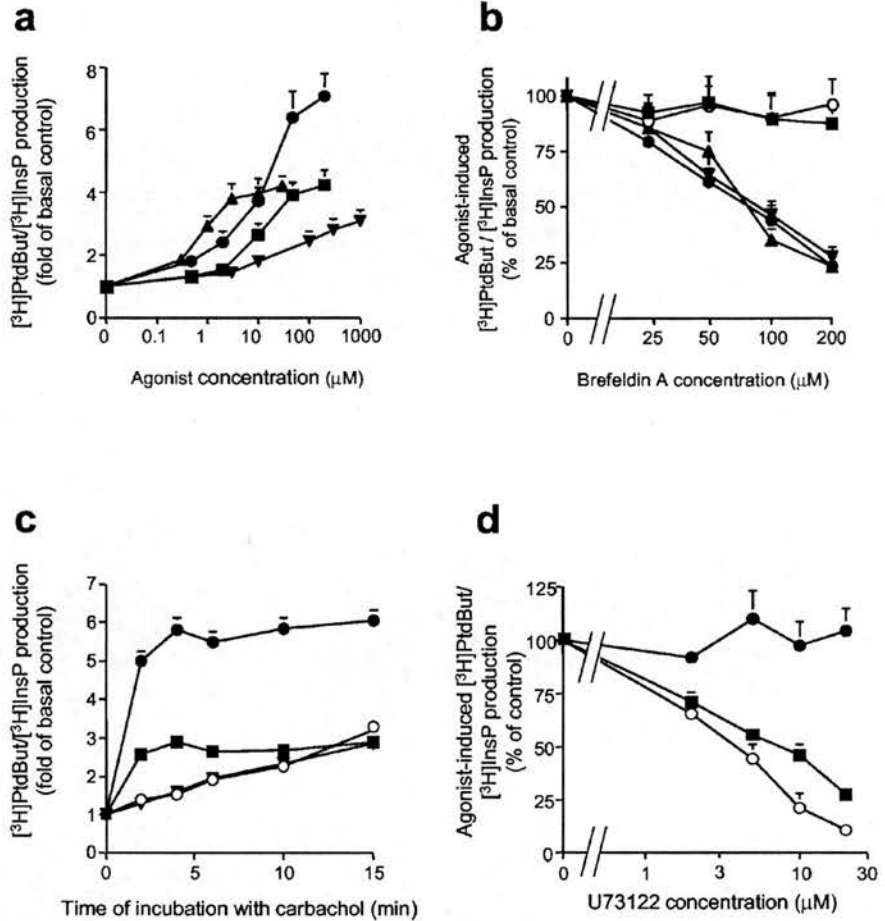 a
8
6
4
2
0
[³H]PtdBut/[³H]InsP production
(fold of basal control)
0 0.1 1 10 100 1000
Agonist concentration (µM)
b
100
75
50
25
0
Agonist-induced
[³H]PtdBut / [³H]InsP production
(% of basal control)
0 25 50 100 200
Brefeldin A concentration (µM)
c
7
6
5
4
3
2
1
0
[³H]PtdBut/[³H]InsP production
(fold of basal control)
0 5 10 15
Time of incubation with carbachol (min)
d
125
100
75
50
25
0
Agonist-induced [³H]PtdBut/
[³H]InsP production
(% of control)
0 1 3 10 30
U73122 concentration (µM)